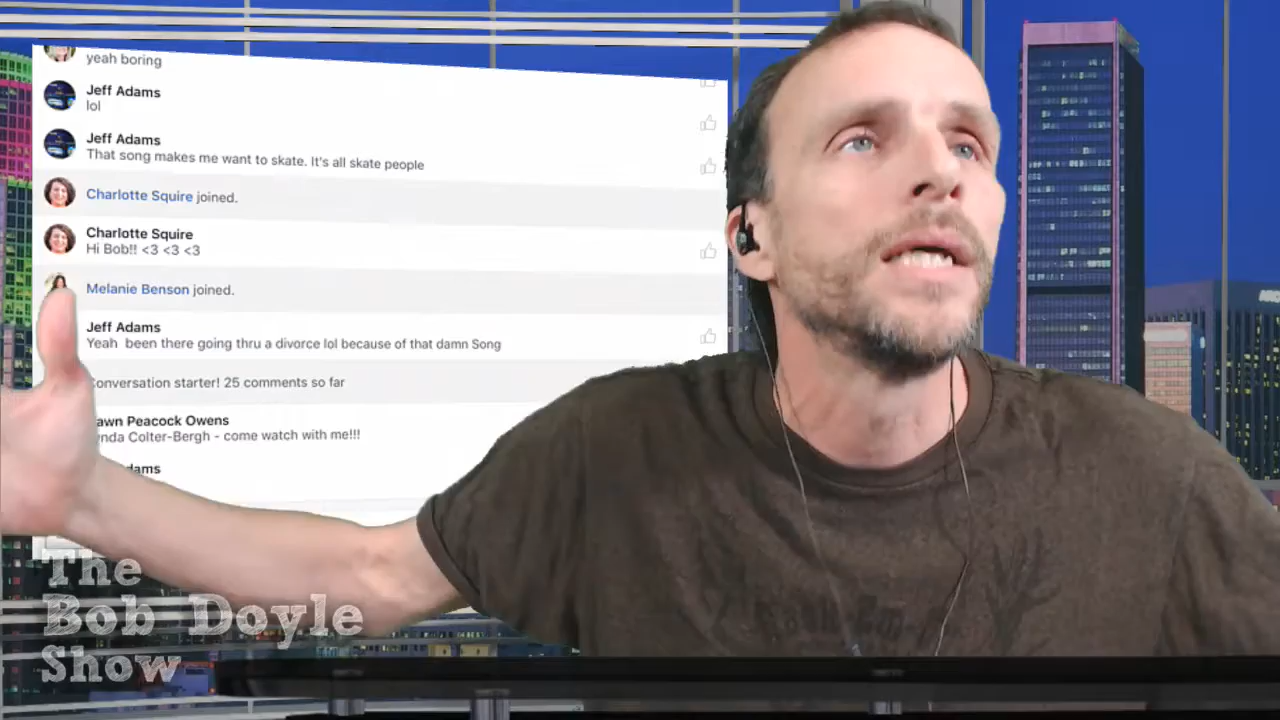 yeah boring
Jeff Adams
lol
Jeff Adams
That song makes me want to skate. It's all skate people
Charlotte Squire joined.
Charlotte Squire
Hi Bob!! <3 <3 <3
Melanie Benson joined.
Jeff Adams
Yeah been there going thru a divorce lol because of that damn Song
onversation starter! 25 comments so far
awn Peacock Owens
nda Colter-Bergh - come watch with me!!!
dams
The
Bob Doyle
Show